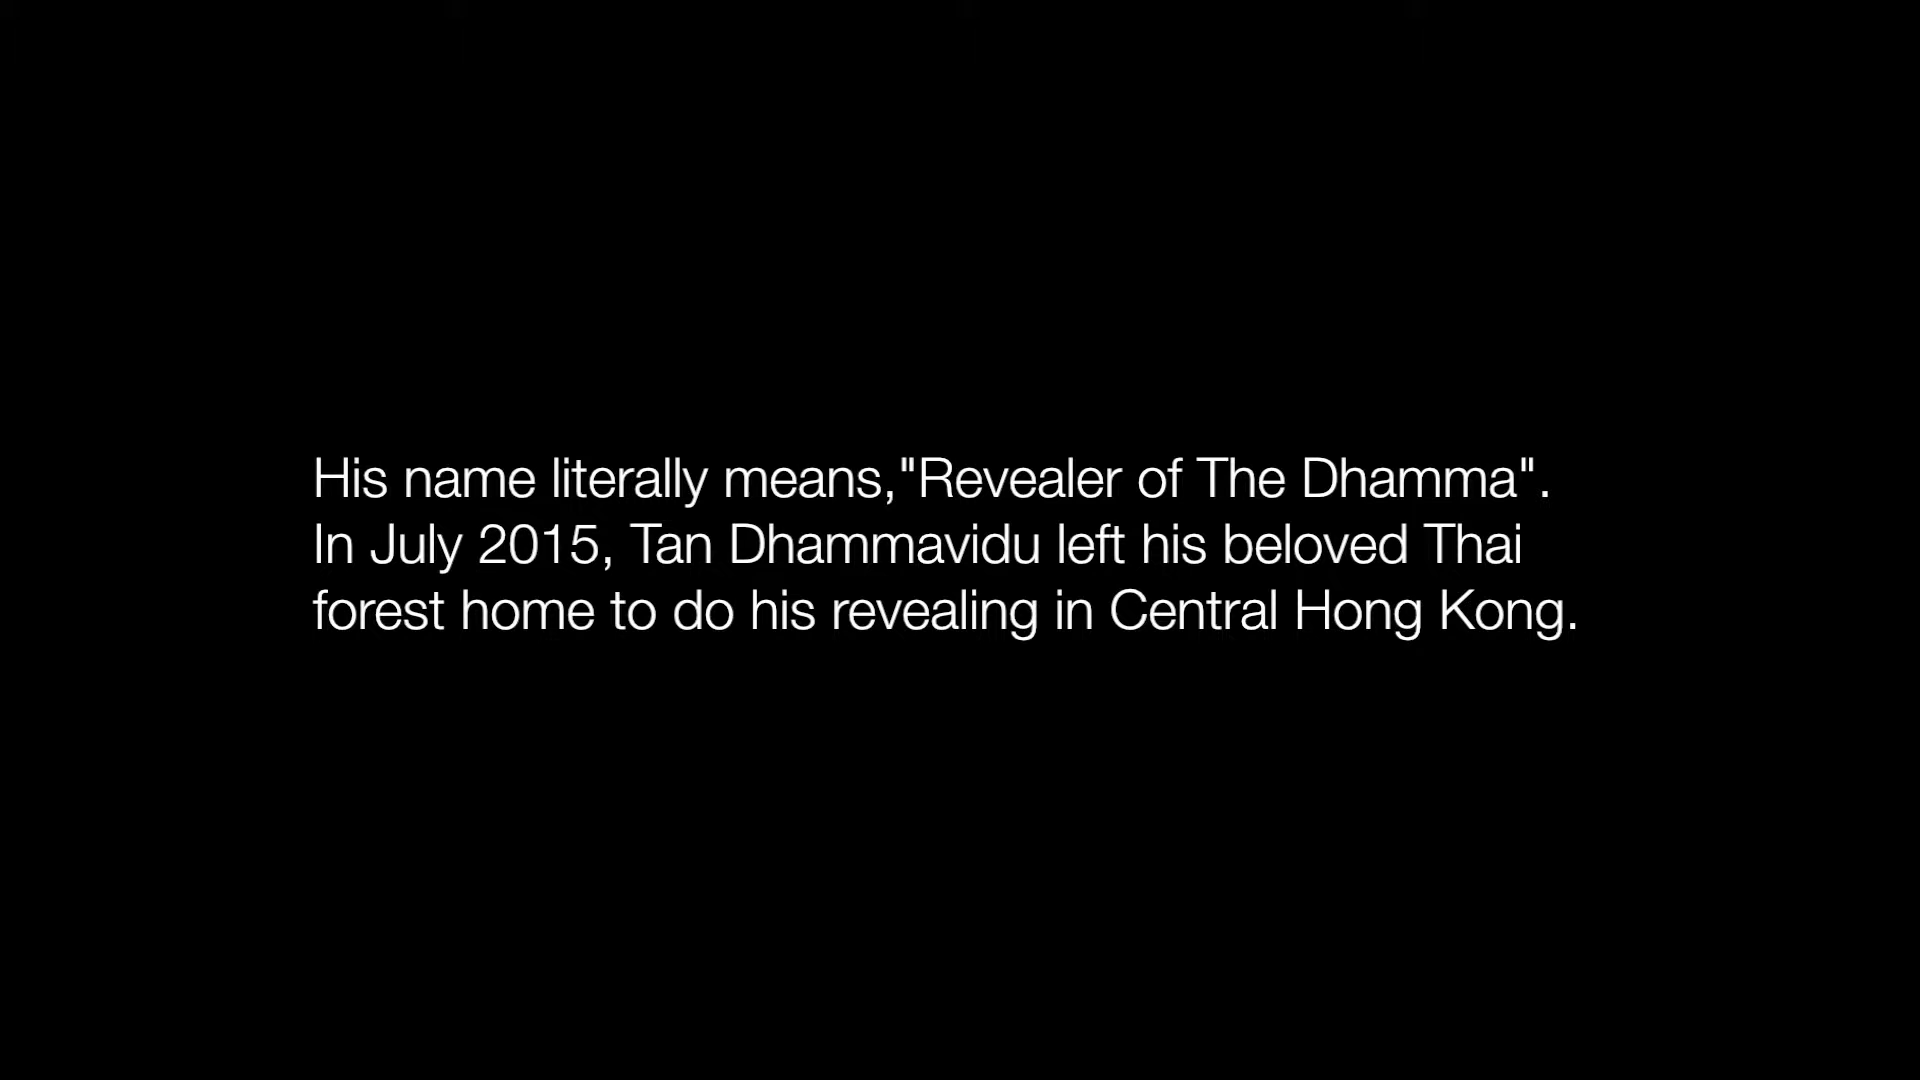 His name literally means,"Revealer of The Dhamma".
In July 2015, Tan Dhammavidu left his beloved Thai
forest home to do his revealing in Central Hong Kong.